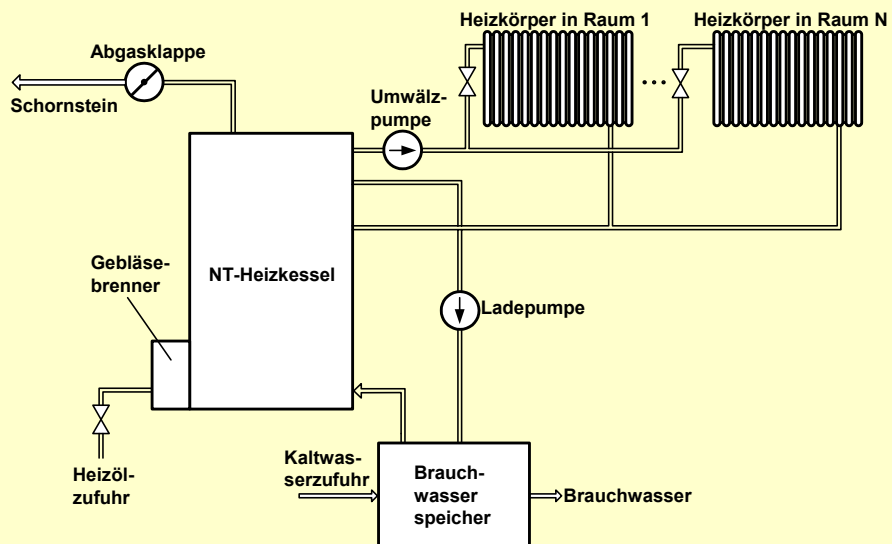 Heizkörper in Raum 1
Heizkörper in Raum N
Abgasklappe
Schornstein
Umwälz-
pumpe
...
NT-Heizkessel
Gebläse-
brenner
Ladepumpe
Heizöl-
zufuhr
Kaltwas-
serzufuhr
Brauch-
wasser
speicher
Brauchwasser